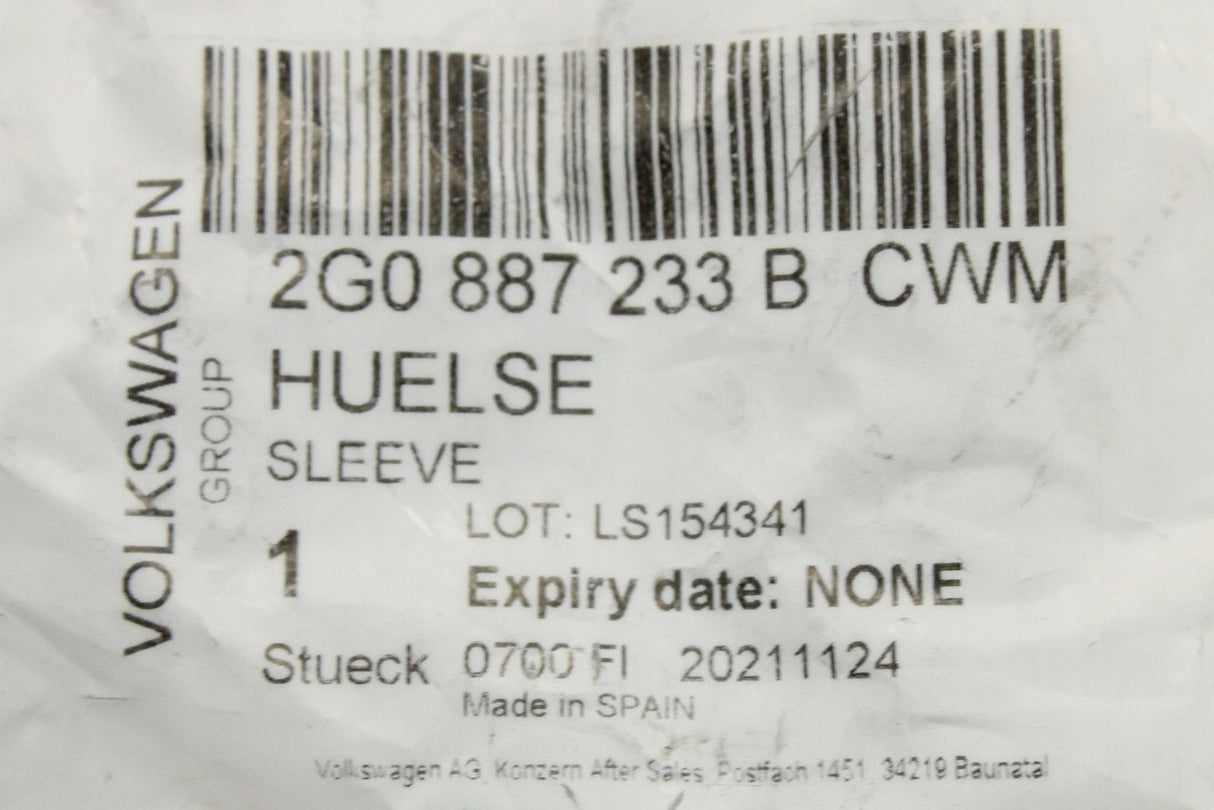 VOLKSWAGEN
GROUP
2G0 887 233 B CWM
HUELSE
SLEEVE
LOT: LS154341
1
Expiry date: NONE
Stueck 0700 FI 20211124
Made in SPAIN
Volkswagen AG, Konzern After Sales, Postfach 1451, 34219 Baunatal